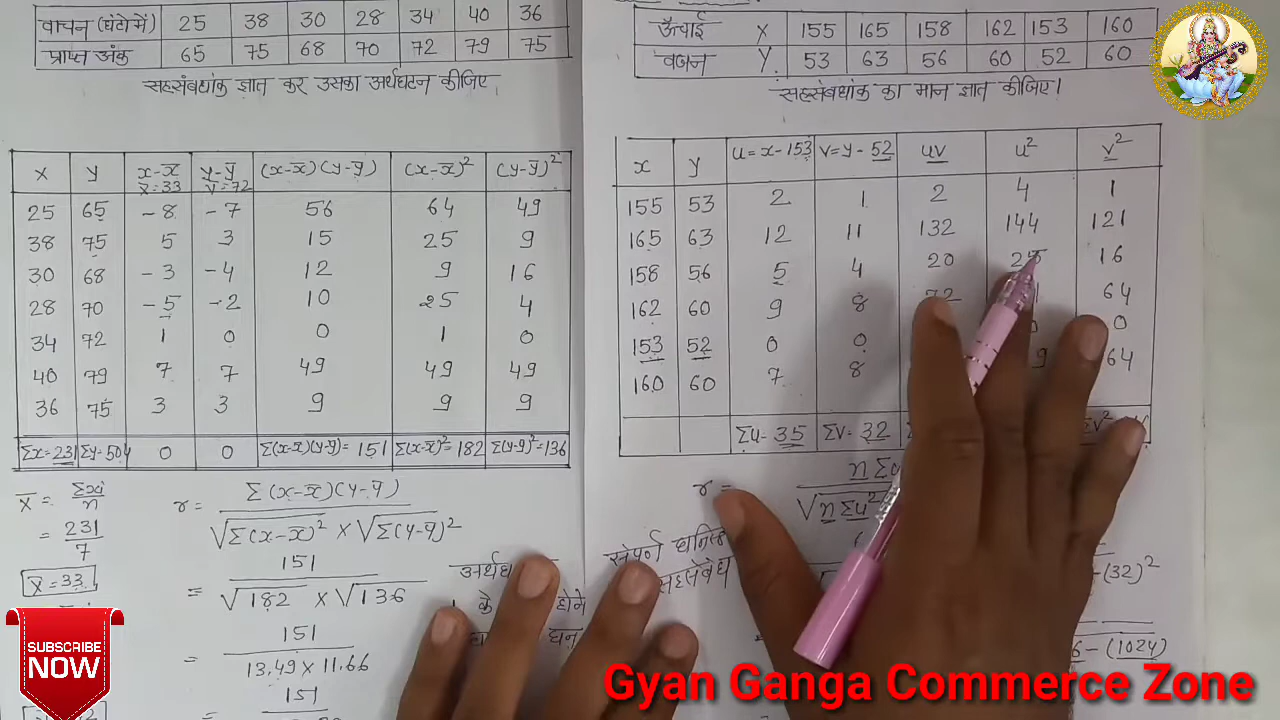 वाचन (घंटो में) 25 38 30 28 34 40 36
प्राप्त अंक 65 75 68 70 72 79 75
सहसंबंधांक ज्ञात कर उसका अर्थघटन कीजिए
x y x-x̄ y-ȳ (x-x̄)(y-ȳ) (x-x̄)² (y-ȳ)²
x̄=33 ȳ=72
25 65 -8 -7 56 64 49
38 75 5 3 15 25 9
30 68 -3 -4 12 9 16
28 70 -5 -2 10 25 4
34 72 1 0 0 1 0
40 79 7 7 49 49 49
36 75 3 3 9 9 9
Σx=231 Σy=504 0 0 Σ(x-x̄)(y-ȳ)=151 Σ(x-x̄)²=182 Σ(y-ȳ)²=136
x̄ = Σxi/n
= 231/7
x̄=33
r = Σ(x-x̄)(y-ȳ) / √Σ(x-x̄)² × √Σ(y-ȳ)²
= 151 / √182 × √136
= 151 / 13.49 × 11.66
= 151
ऊँचाई X 155 165 158 162 153 160
वजन Y 53 63 56 60 52 60
सहसंबंधांक का मान ज्ञात कीजिए।
x y u=x-153 v=y-52 uv u² v²
155 53 2 1 2 4 1
165 63 12 11 132 144 121
158 56 5 4 20 25 16
162 60 9 8 72 64
153 52 0 0 0
160 60 7 8 9 64
Σu=35 Σv=32 Σv²
r =
√nΣu²
संपूर्ण
-(32)²
-(1024)
SUBSCRIBE
NOW
Gyan Ganga Commerce Zone